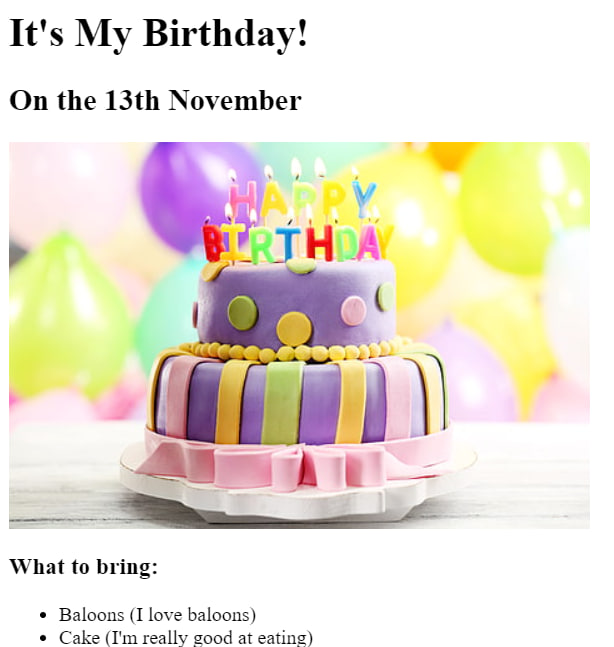 It's My Birthday!
On the 13th November
HAPPY
BIRTHDAY
What to bring:
Baloons (I love baloons)
Cake (I'm really good at eating)